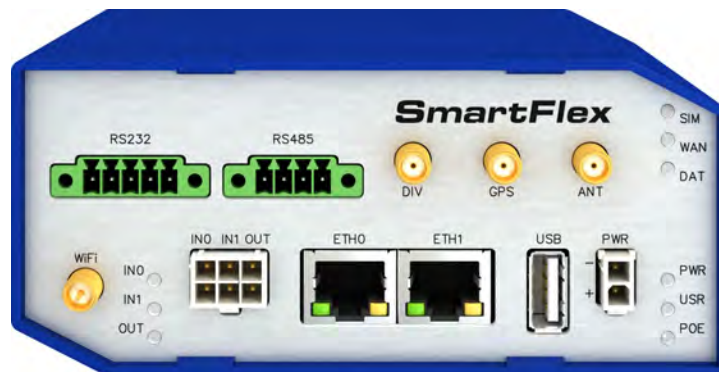 SmartFlex
SIM
WAN
DAT
RS232
RS485
DIV
GPS
ANT
WiFi
IN0
IN1
OUT
IN0 IN1 OUT
ETH0
ETH1
USB
PWR
−
+
PWR
USR
POE